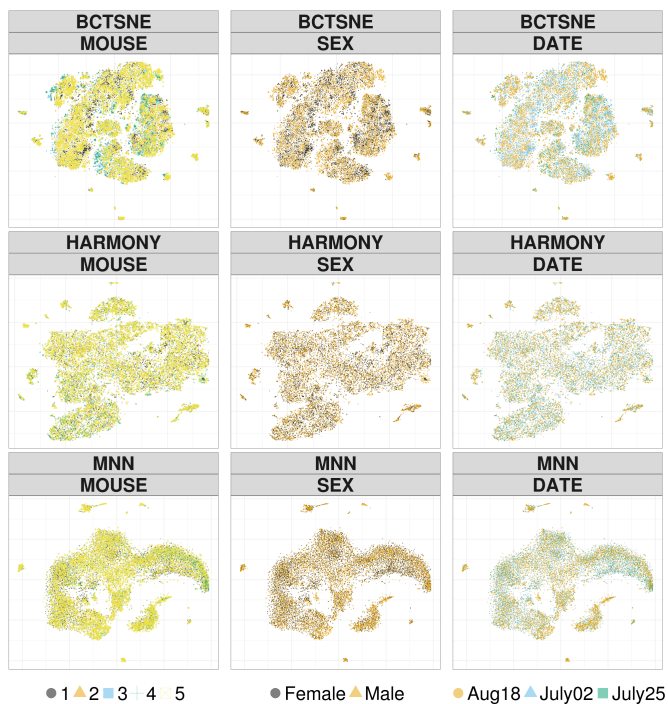 BCTSNE BCTSNE BCTSNE
MOUSE SEX DATE
HARMONY HARMONY HARMONY
MOUSE SEX DATE
MNN MNN MNN
MOUSE SEX DATE
1 2 3 4 5 Female Male Aug18 July02 July25